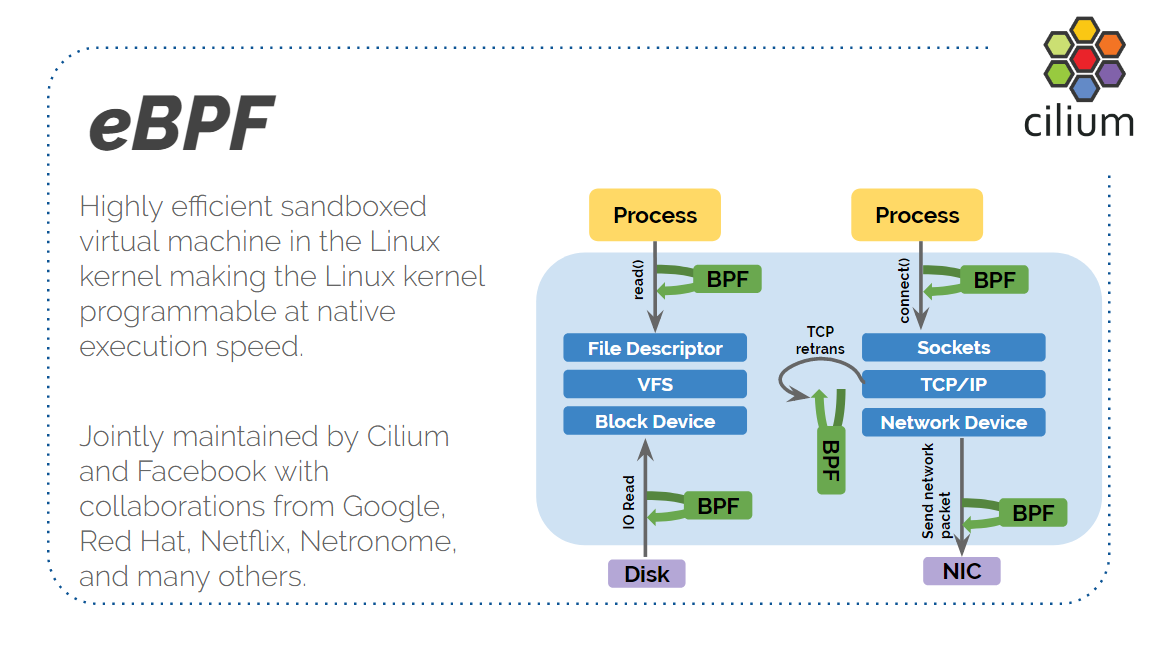 cilium
eBPF
Highly efficient sandboxed
virtual machine in the Linux
kernel making the Linux kernel
programmable at native
execution speed.
Jointly maintained by Cilium
and Facebook with
collaborations from Google,
Red Hat, Netflix, Netronome,
and many others.
Process
read()
BPF
File Descriptor
VFS
Block Device
IO Read
BPF
Disk
Process
connect()
BPF
TCP
retrans
BPF
Sockets
TCP/IP
Network Device
Send network
packet
BPF
NIC